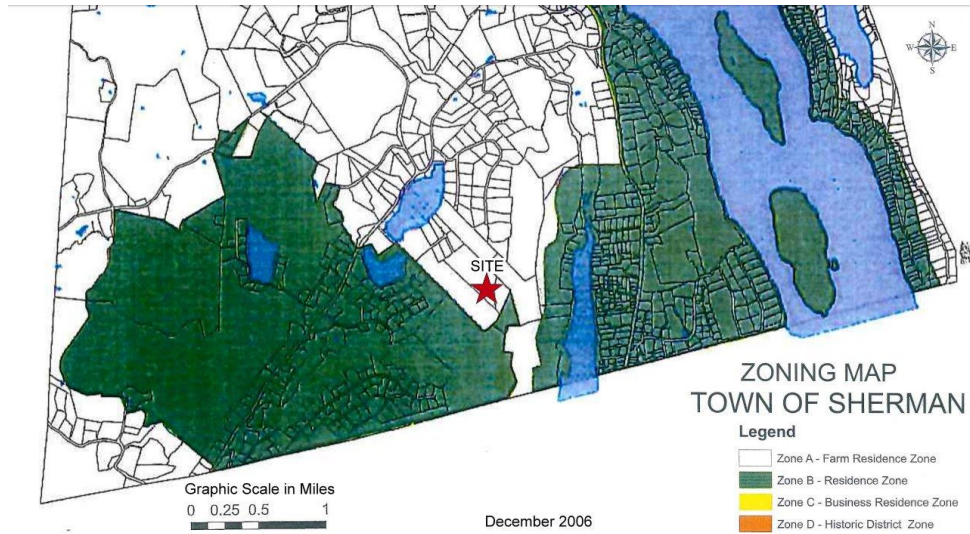 N
W E
S
SITE
ZONING MAP
TOWN OF SHERMAN
Legend
Zone A - Farm Residence Zone
Zone B - Residence Zone
Zone C - Business Residence Zone
Zone D - Historic District Zone
Graphic Scale in Miles
0 0.25 0.5 1
December 2006